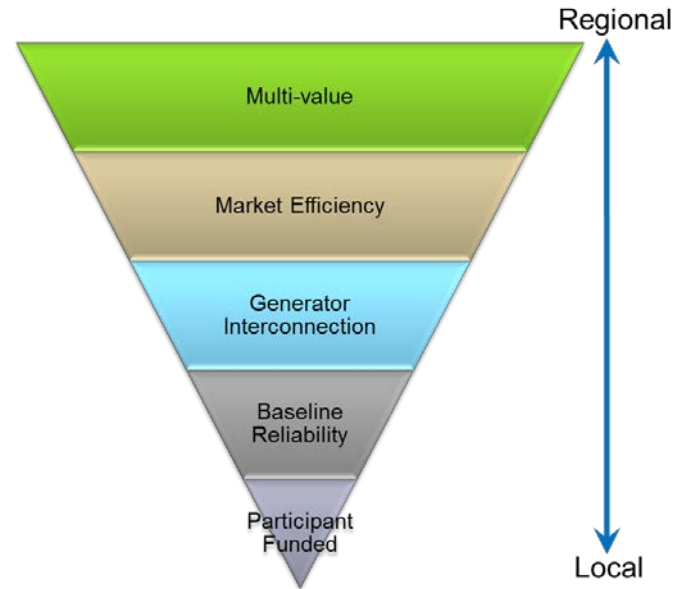 Regional
Multi-value
Market Efficiency
Generator
Interconnection
Baseline
Reliability
Participant
Funded
Local